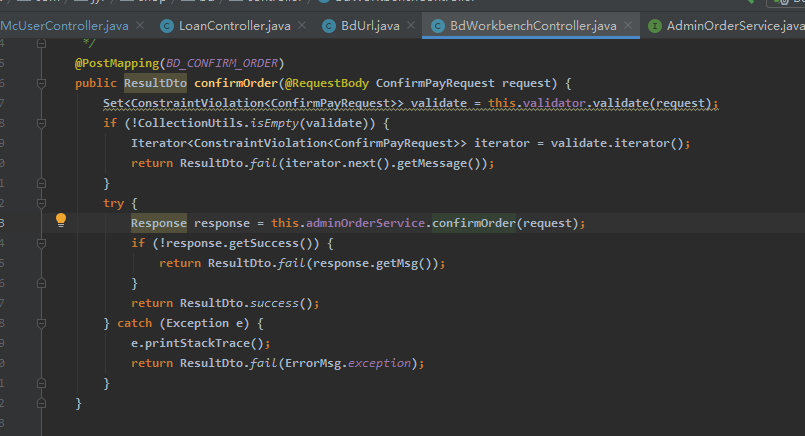 McUserController.java LoanController.java BdUrl.java BdWorkbenchController.java AdminOrderService.java
*/
@PostMapping(BD_CONFIRM_ORDER)
public ResultDto confirmOrder(@RequestBody ConfirmPayRequest request) {
Set<ConstraintViolation<ConfirmPayRequest>> validate = this.validator.validate(request);
if (!CollectionUtils.isEmpty(validate)) {
Iterator<ConstraintViolation<ConfirmPayRequest>> iterator = validate.iterator();
return ResultDto.fail(iterator.next().getMessage());
}
try {
Response response = this.adminOrderService.confirmOrder(request);
if (!response.getSuccess()) {
return ResultDto.fail(response.getMsg());
}
return ResultDto.success();
} catch (Exception e) {
e.printStackTrace();
return ResultDto.fail(ErrorMsg.exception);
}
}